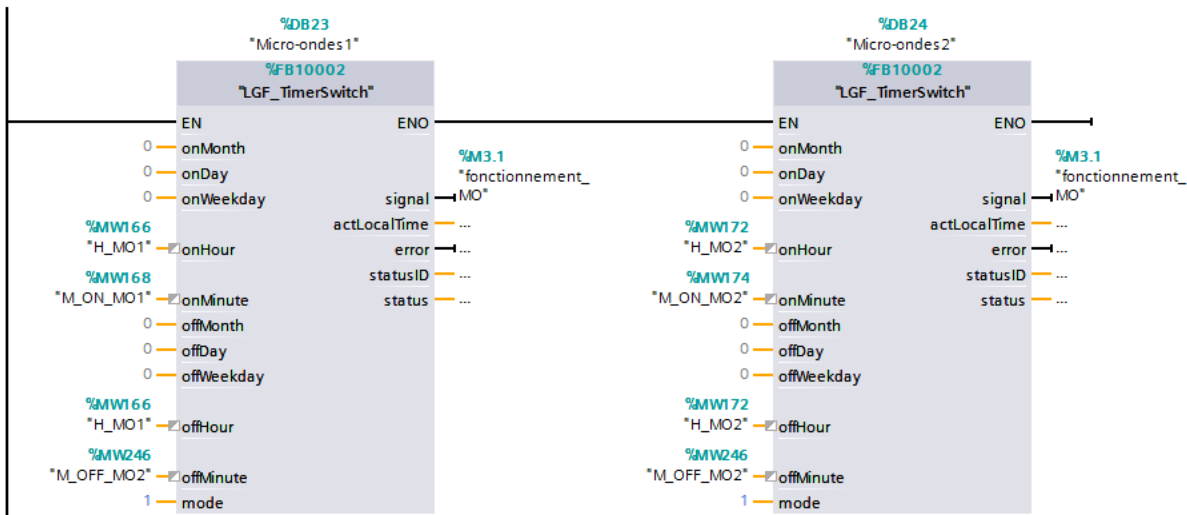 %DB23
"Micro-ondes1"
%FB10002
"LGF_TimerSwitch"
EN ENO
0 onMonth
0 onDay
0 onWeekday
signal
%M3.1
"fonctionnement_
MO"
actLocalTime ...
%MW166
"H_MO1" onHour
error ...
statusID ...
%MW168
"M_ON_MO1" onMinute
status ...
0 offMonth
0 offDay
0 offWeekday
%MW166
"H_MO1" offHour
%MW246
"M_OFF_MO2" offMinute
1 mode
%DB24
"Micro-ondes2"
%FB10002
"LGF_TimerSwitch"
EN ENO
0 onMonth
0 onDay
0 onWeekday
signal
%M3.1
"fonctionnement_
MO"
actLocalTime ...
%MW172
"H_MO2" onHour
error ...
statusID ...
%MW174
"M_ON_MO2" onMinute
status ...
0 offMonth
0 offDay
0 offWeekday
%MW172
"H_MO2" offHour
%MW246
"M_OFF_MO2" offMinute
1 mode